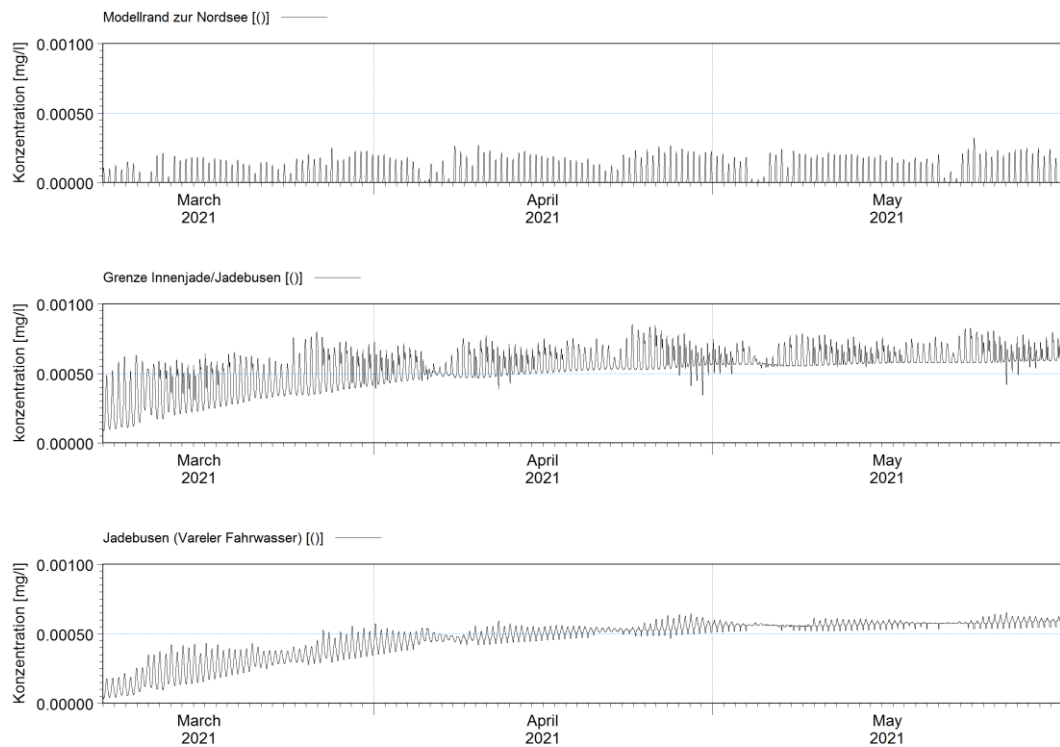 Modellrand zur Nordsee [()]
Konzentration [mg/l]
0.00100
0.00050
0.00000
March
2021
April
2021
May
2021
Grenze Innenjade/Jadebusen [()]
konzentration [mg/l]
0.00100
0.00050
0.00000
March
2021
April
2021
May
2021
Jadebusen (Vareler Fahrwasser) [()]
Konzentration [mg/l]
0.00100
0.00050
0.00000
March
2021
April
2021
May
2021